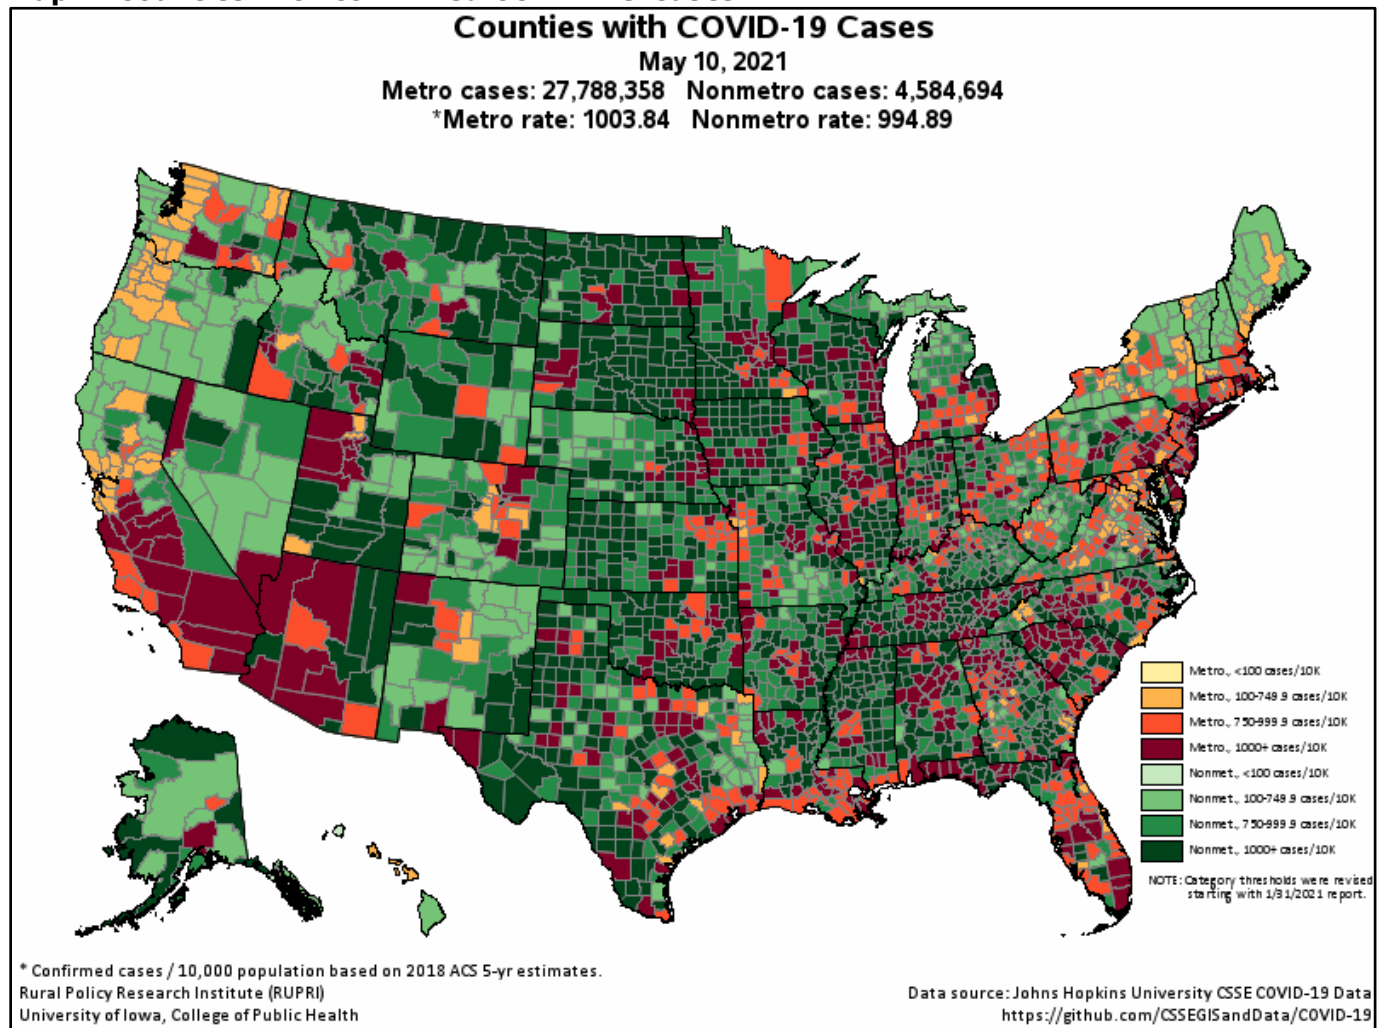 Counties with COVID-19 Cases
May 10, 2021
Metro cases: 27,788,358 Nonmetro cases: 4,584,694
*Metro rate: 1003.84 Nonmetro rate: 994.89
Metro., <100 cases/10K
Metro., 100-749.9 cases/10K
Metro., 750-999.9 cases/10K
Metro., 1000+ cases/10K
Nonmet., <100 cases/10K
Nonmet., 100-749.9 cases/10K
Nonmet., 750-999.9 cases/10K
Nonmet., 1000+ cases/10K
NOTE: Category thresholds were revised
starting with 1/31/2021 report.
* Confirmed cases / 10,000 population based on 2018 ACS 5-yr estimates.
Rural Policy Research Institute (RUPRI)
University of Iowa, College of Public Health
Data source: Johns Hopkins University CSSE COVID-19 Data
https://github.com/CSSEGISandData/COVID-19